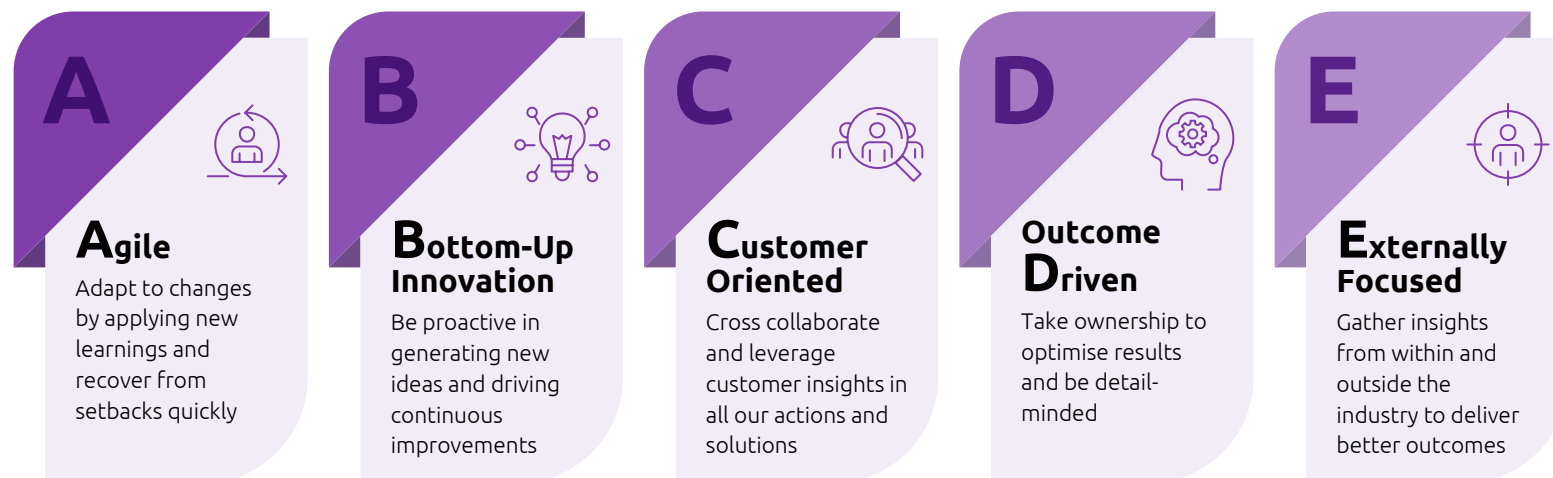 A
Agile
Adapt to changes
by applying new
learnings and
recover from
setbacks quickly
B
Bottom-Up
Innovation
Be proactive in
generating new
ideas and driving
continuous
improvements
C
Customer
Oriented
Cross collaborate
and leverage
customer insights in
all our actions and
solutions
D
Outcome
Driven
Take ownership to
optimise results
and be detail-
minded
E
Externally
Focused
Gather insights
from within and
outside the
industry to deliver
better outcomes